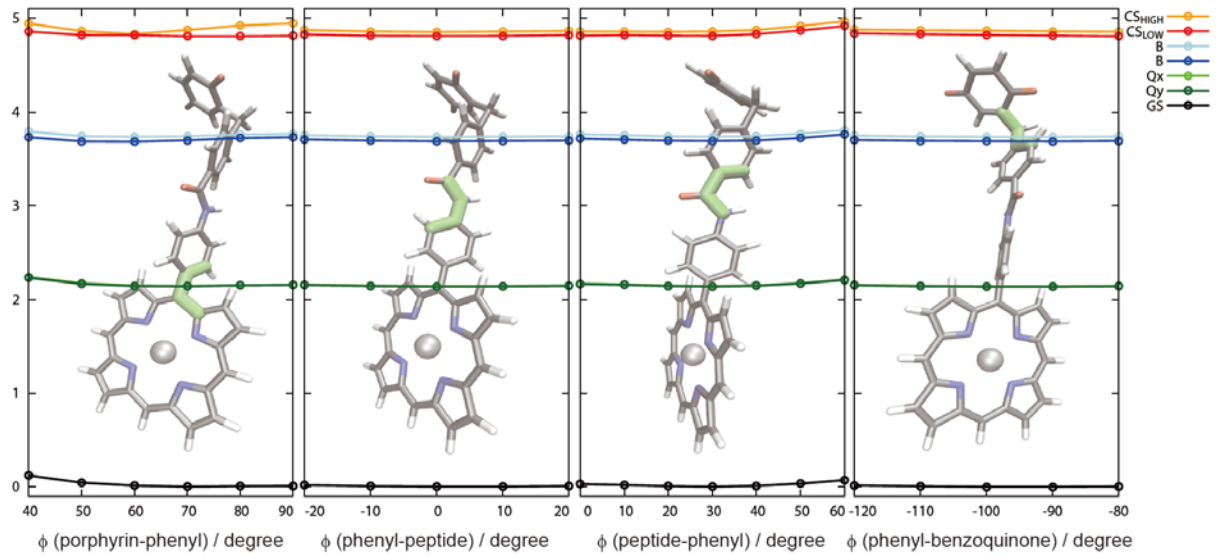 5
4
3
2
1
0
40 50 60 70 80 90
-20 -10 0 10 20
0 10 20 30 40 50 60
-120 -110 -100 -90 -80
ϕ (porphyrin-phenyl) / degree
ϕ (phenyl-peptide) / degree
ϕ (peptide-phenyl) / degree
ϕ (phenyl-benzoquinone) / degree
CS_HIGH
CS_LOW
B
B
Qx
Qy
GS